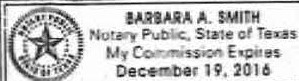 BARBARA A. SMITH
Notary Public, State of Texas
My Commission Expires
December 19, 2016